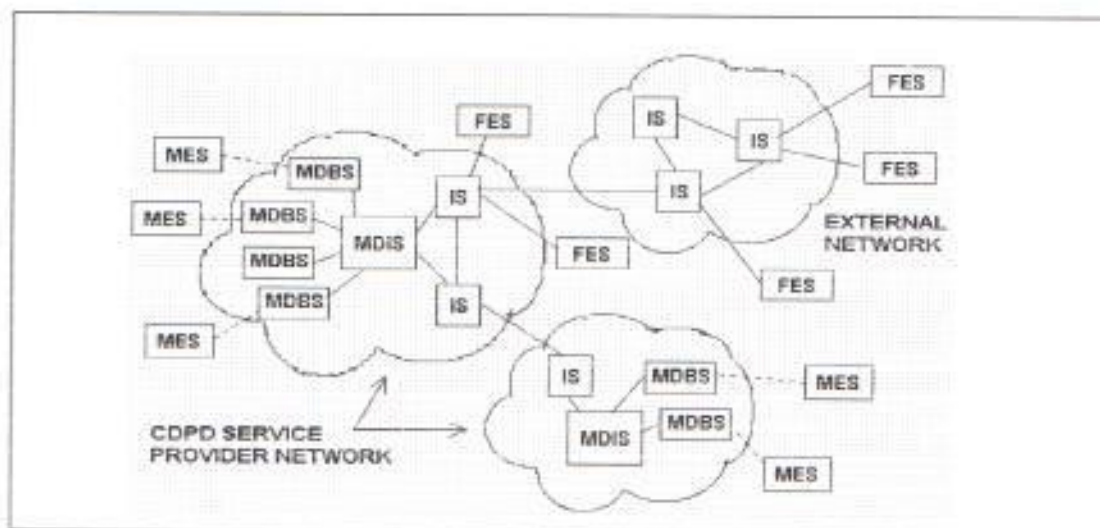 FES
FES
IS
IS
MES
MDBS
FES
IS
IS
MES
MDBS
MDiS
EXTERNAL
NETWORK
MDBS
FES
FES
MDBS
IS
MES
IS
MDBS
MES
MDIS
MDBS
CDPD SERVICE
PROVIDER NETWORK
MES